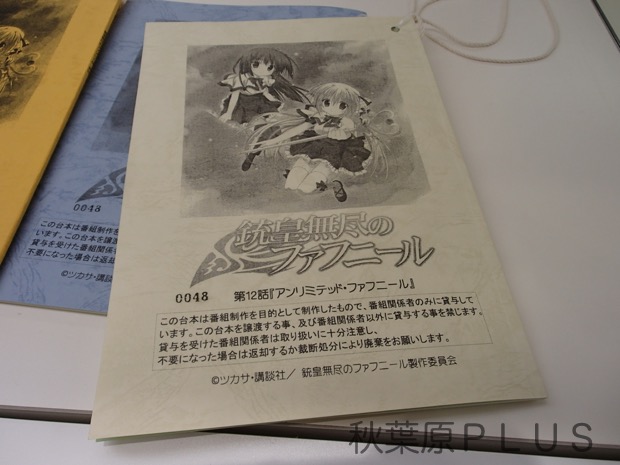 銃皇無尽の
ファフニール
0048 第12話『アンリミテッド・ファフニール』
この台本は番組制作を目的として制作したもので、番組関係者のみに貸与して
います。この台本を譲渡する事、及び番組関係者以外に貸与する事を禁じます。
貸与を受けた番組関係者は取り扱いに十分注意し、
不要になった場合は返却するか裁断処分により廃棄をお願いします。
©ツカサ・講談社／ 銃皇無尽のファフニール製作委員会
0048
この台本は番組制作を
います。この台本を譲
貸与を受けた番組関
不要になった場合は返却
©ツカサ・講談
秋葉原PLUS